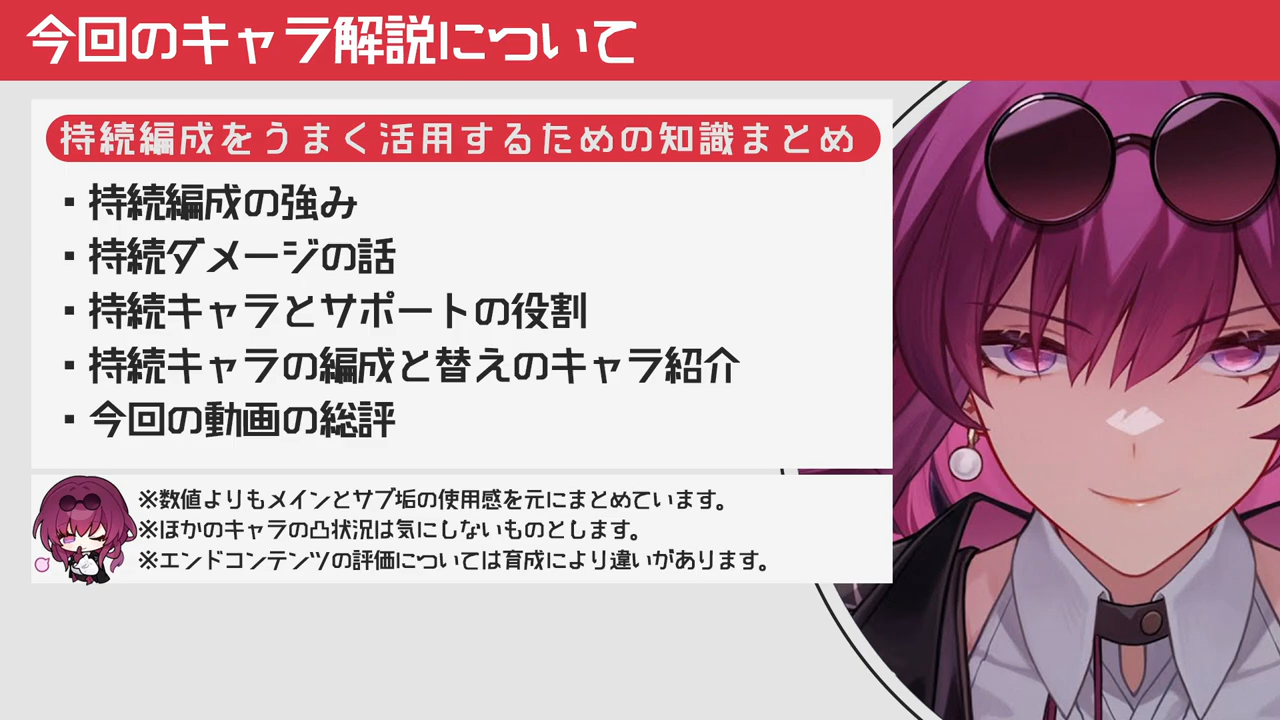 今回のキャラ解説について
持続編成をうまく活用するための知識まとめ
・持続編成の強み
・持続ダメージの話
・持続キャラとサポートの役割
・持続キャラの編成と替えのキャラ紹介
・今回の動画の総評
※数値よりもメインとサブ垢の使用感を元にまとめています。
※ほかのキャラの凸状況は気にしないものとします。
※エンドコンテンツの評価については育成により違いがあります。